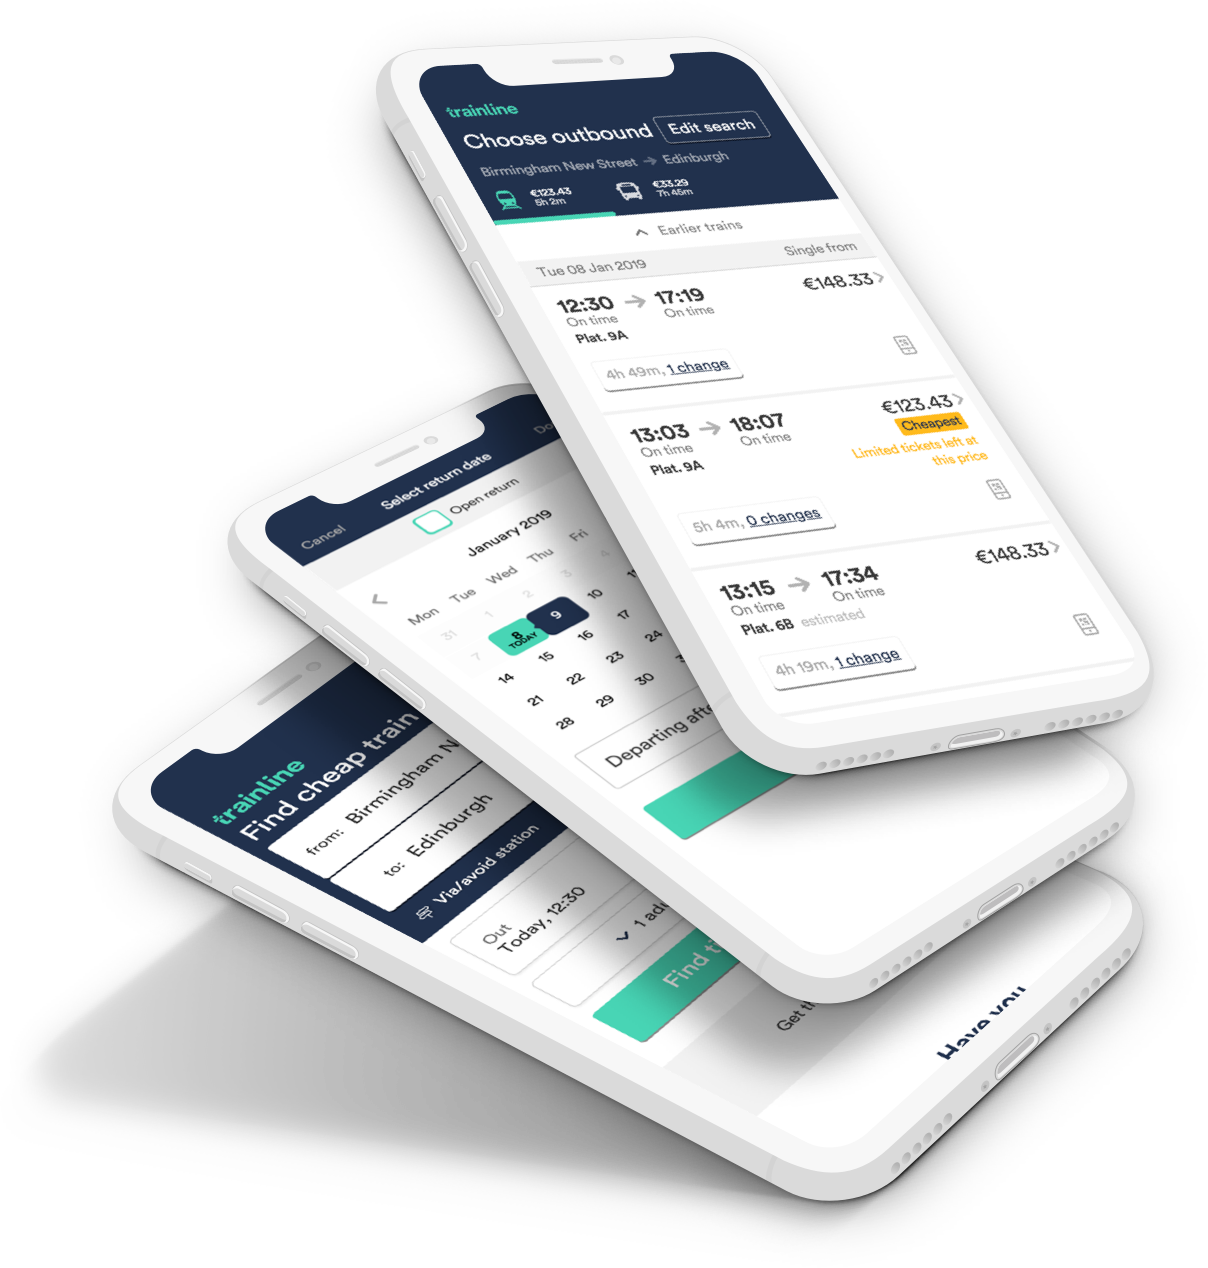 trainline
Choose outbound
Edit search
Birmingham New Street → Edinburgh
€123.43
5h 2m
€33.29
7h 45m
Earlier trains
Tue 08 Jan 2019
Single from
12:30 → 17:19
€148.33
On time
On time
Plat. 9A
4h 49m, 1 change
13:03 → 18:07
€123.43
On time
On time
Cheapest
Plat. 9A
Limited tickets left at
this price
5h 4m, 0 changes
13:15 → 17:34
€148.33
On time
On time
Plat. 6B estimated
4h 19m, 1 change
Cancel
Select return date
Open return
January 2019
Mon Tue Wed Thu Fri
31 1 2 3 4
7 8 9 10
TODAY
14 15 16 17
21 22 23 24
28 29 30
Departing
trainline
Find cheap train
from: Birmingham N
to: Edinburgh
Via/avoid station
Out
Today, 12:30
1
Find
Get
Have you